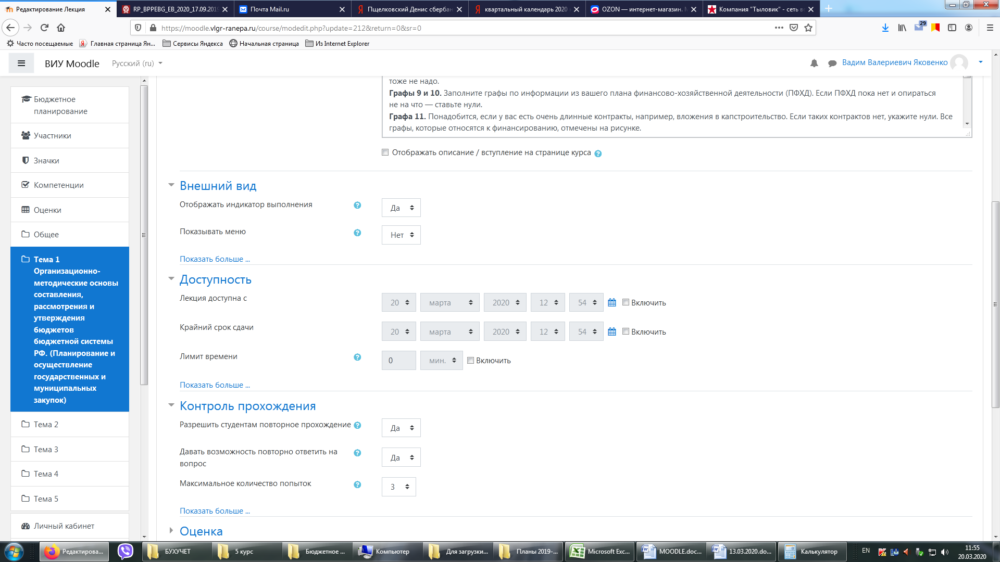 Редактирование Лекция
RP_BPPEBG_EB_2020_17.09.2019
Почта Mail.ru
Пщелковский Денис сбербан
квартальный календарь 2020
OZON — интернет-магазин.
Компания "Тыловик" - сеть
https://moodle.vlgr-ranepa.ru/course/modedit.php?update=212&return=0&sr=0
29
Часто посещаемые
Главная страница Ян...
Сервисы Яндекса
Начальная страница
Из Internet Explorer
ВИУ Moodle
Русский (ru)
Вадим Валериевич Яковенко
Бюджетное
планирование
Участники
Значки
Компетенции
Оценки
Общее
Тема 1
Организационно-
методические основы
составления,
рассмотрения и
утверждения
бюджетов
бюджетной системы
РФ. (Планирование и
осуществление
государственных и
муниципальных
закупок)
Тема 2
Тема 3
Тема 4
Тема 5
Личный кабинет
тоже не надо.
Графы 9 и 10. Заполните графы по информации из вашего плана финансово-хозяйственной деятельности (ПФХД). Если ПФХД пока нет и опираться
не на что — ставьте нули.
Графа 11. Понадобится, если у вас есть очень длинные контракты, например, вложения в капстроительство. Если таких контрактов нет, укажите нули. Все
графы, которые относятся к финансированию, отмечены на рисунке.
Отображать описание / вступление на странице курса
Внешний вид
Отображать индикатор выполнения
Да
Показывать меню
Нет
Показать больше ...
Доступность
Лекция доступна с
20 марта 2020 12 54 Включить
Крайний срок сдачи
20 марта 2020 12 54 Включить
Лимит времени
0 мин. Включить
Показать больше ...
Контроль прохождения
Разрешить студентам повторное прохождение
Да
Давать возможность повторно ответить на
вопрос
Да
Максимальное количество попыток
3
Показать больше ...
Оценка
Редактирова...
БУХУЧЕТ
5 курс
Бюджетное ...
Компьютер
Для загрузки...
Планы 2019-...
Microsoft Exc...
MOODLE.doc...
13.03.2020.do...
Калькулятор
EN
11:55
20.03.2020